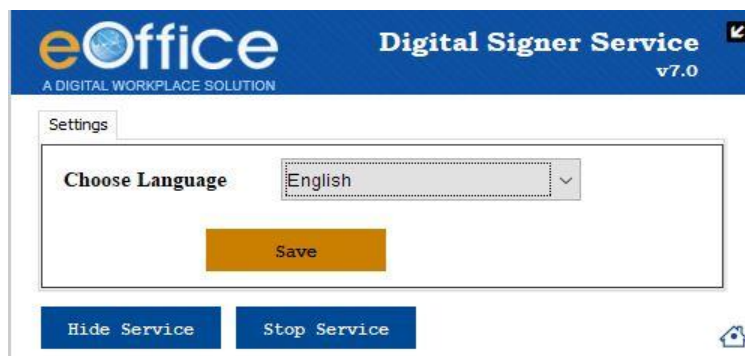 eOffice
A DIGITAL WORKPLACE SOLUTION
Digital Signer Service
v7.0
Settings
Choose Language English
Save
Hide Service Stop Service